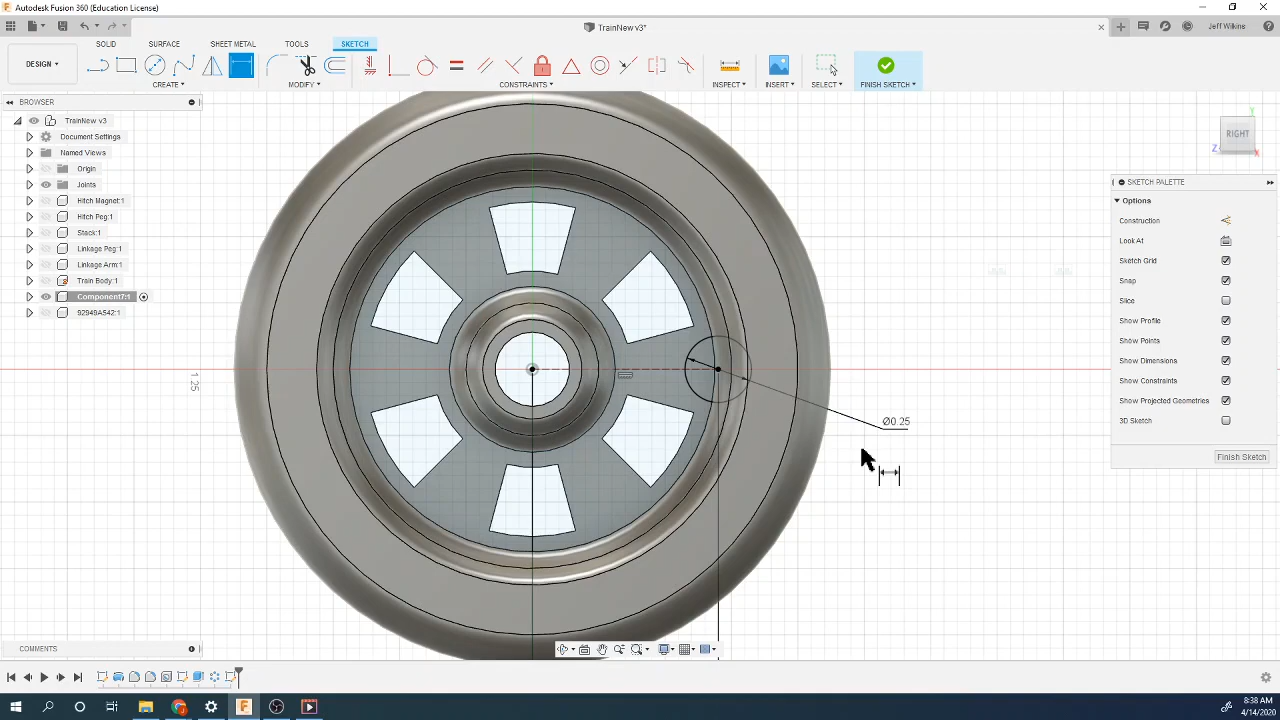 Autodesk Fusion 360 (Education License)
TrainNew v3*
Jeff Wilkins
DESIGN
SOLID
SURFACE
SHEET METAL
TOOLS
SKETCH
CREATE
MODIFY
CONSTRAINTS
INSPECT
INSERT
SELECT
FINISH SKETCH
BROWSER
TrainNew v3
Document Settings
Named Views
Origin
Joints
Hitch Magnet:1
Hitch Peg:1
Stack:1
Linkage Peg:1
Linkage Arm:1
Train Body:1
Component7:1
92949A542:1
RIGHT
Y
Z
X
SKETCH PALETTE
Options
Construction
Look At
Sketch Grid
Snap
Slice
Show Profile
Show Points
Show Dimensions
Show Constraints
Show Projected Geometries
3D Sketch
Finish Sketch
1.25
Ø0.25
COMMENTS
8:38 AM
4/14/2020